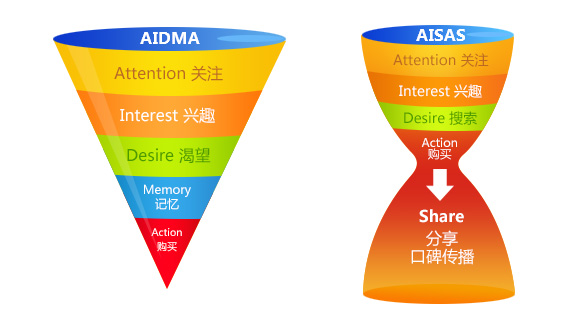 AIDMA
Attention 关注
Interest 兴趣
Desire 渴望
Memory
记忆
Action
购买
AISAS
Attention 关注
Interest 兴趣
Desire 搜索
Action
购买
Share
分享
口碑传播